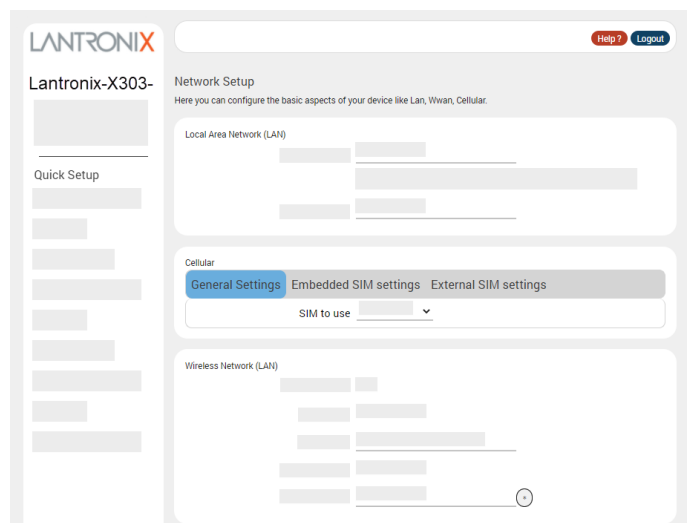 LANTRONIX
Help ? Logout
Lantronix-X303-
Network Setup
Here you can configure the basic aspects of your device like Lan, Wwan, Cellular.
Local Area Network (LAN)
Quick Setup
Cellular
General Settings Embedded SIM settings External SIM settings
SIM to use
Wireless Network (LAN)